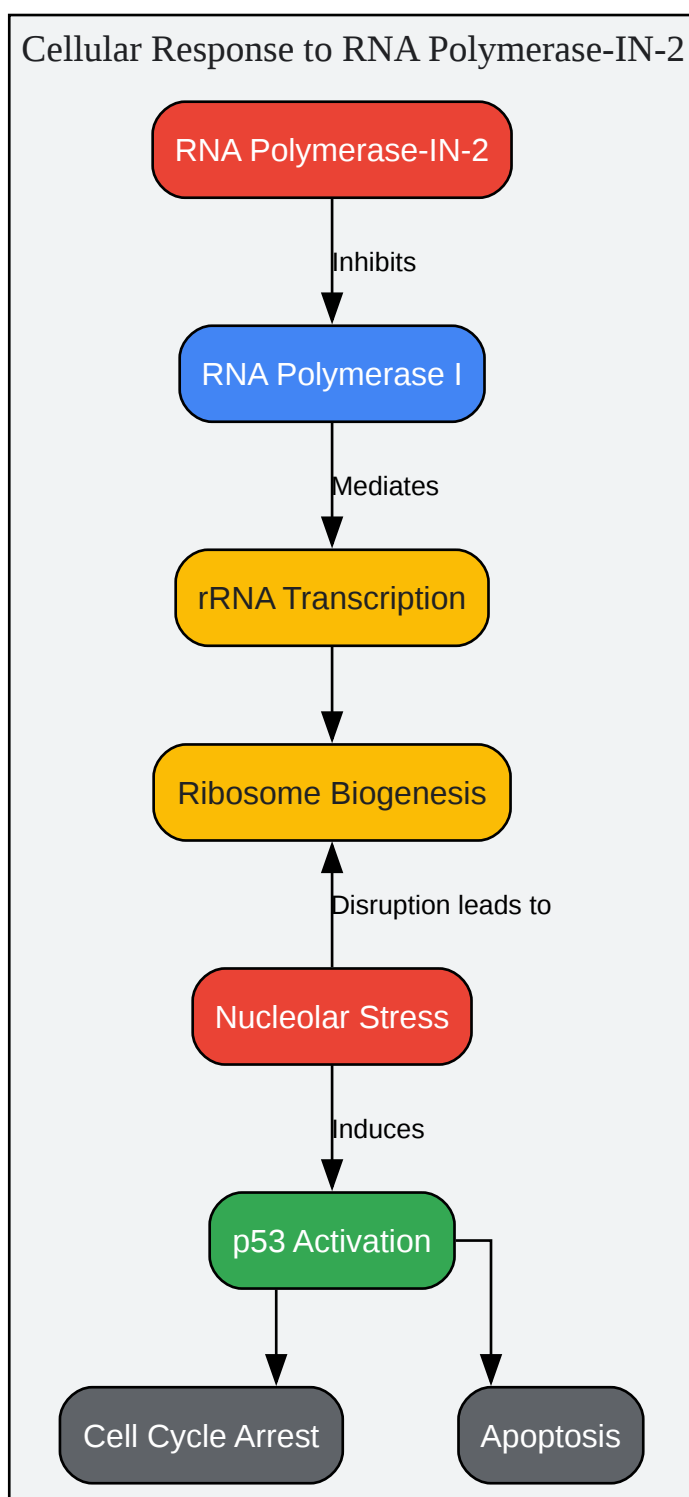 Cellular Response to RNA Polymerase-IN-2
RNA Polymerase-IN-2
Inhibits
RNA Polymerase I
Mediates
rRNA Transcription
Ribosome Biogenesis
Disruption leads to
Nucleolar Stress
Induces
p53 Activation
Cell Cycle Arrest
Apoptosis